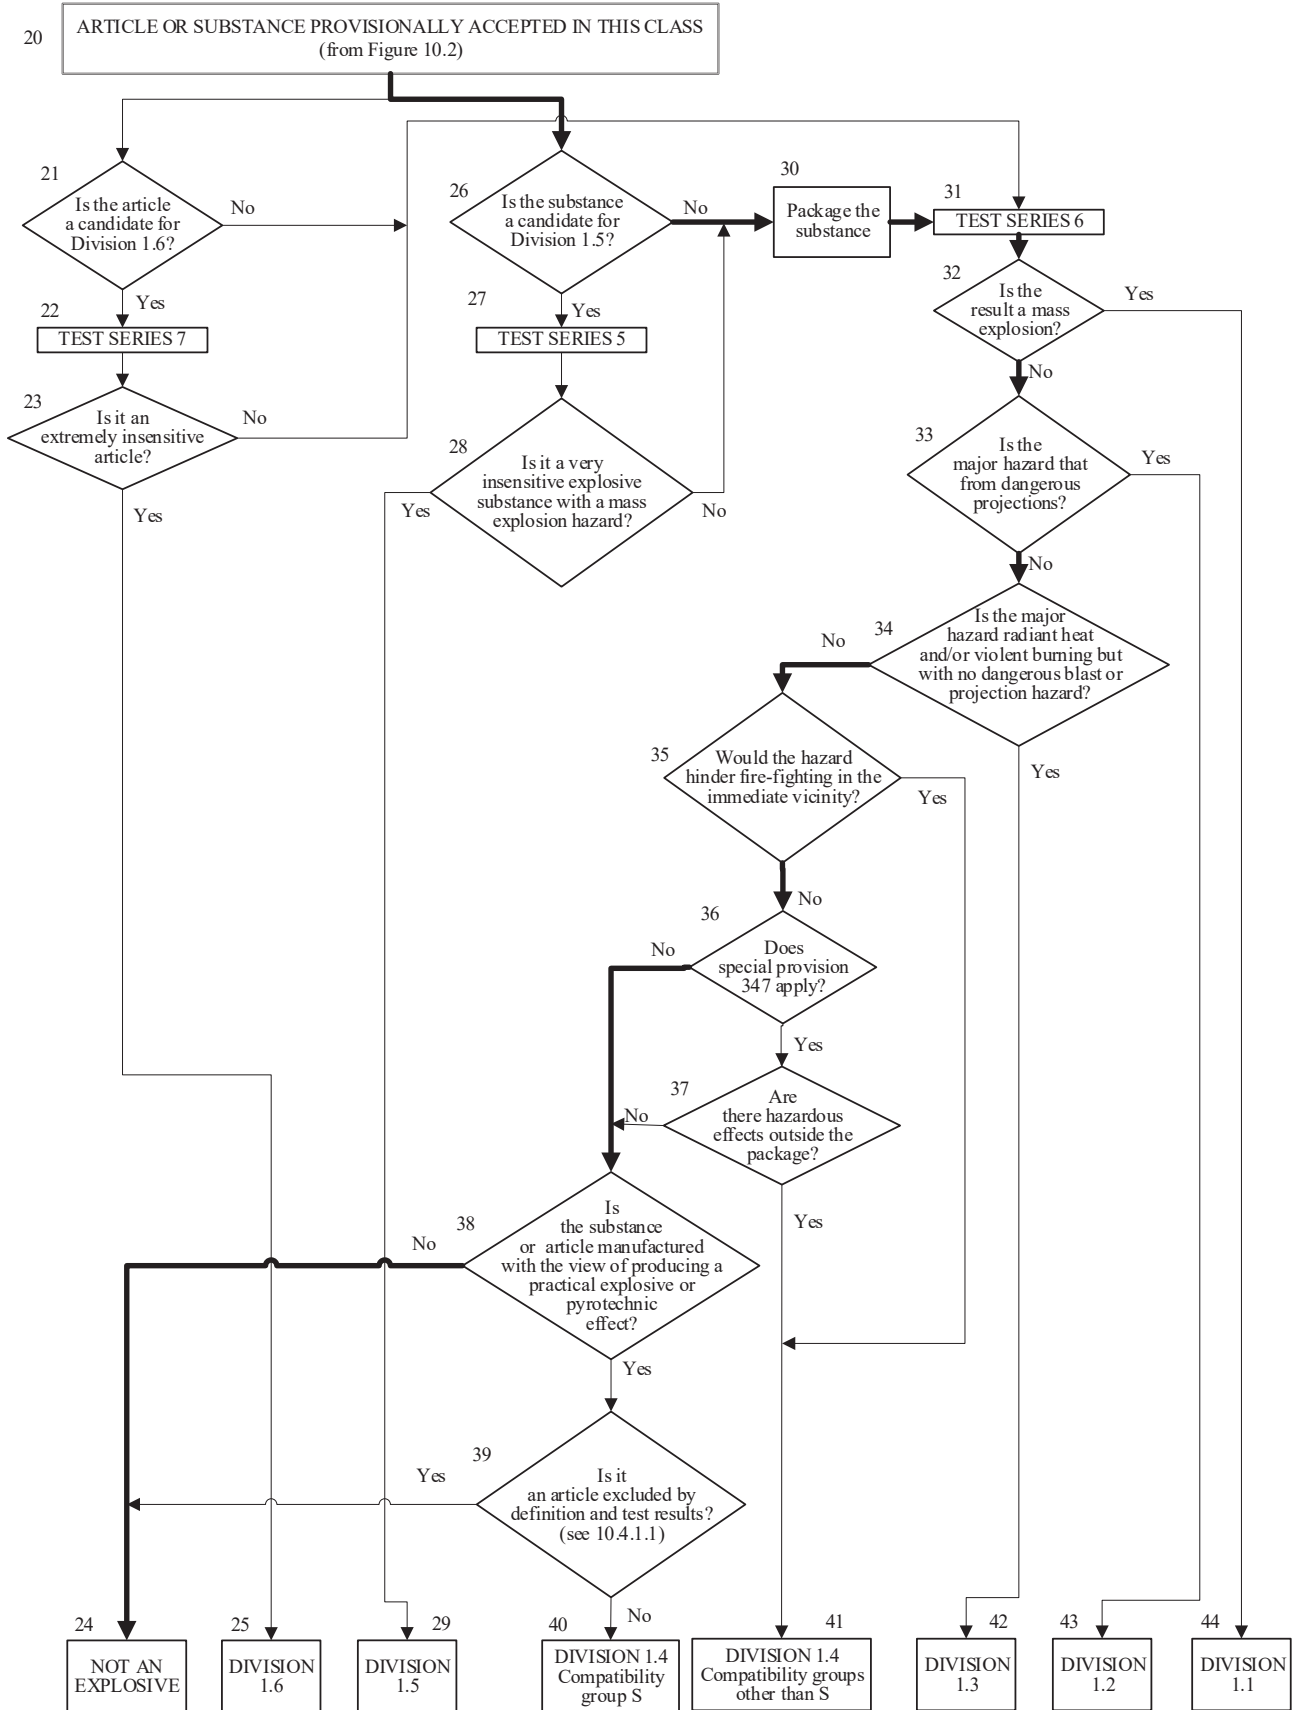 20
ARTICLE OR SUBSTANCE PROVISIONALLY ACCEPTED IN THIS CLASS
(from Figure 10.2)
21
Is the article
a candidate for
Division 1.6?
No
Yes
22
TEST SERIES 7
23
Is it an
extremely insensitive
article?
No
Yes
26
Is the substance
a candidate for
Division 1.5?
No
Yes
27
TEST SERIES 5
28
Is it a very
insensitive explosive
substance with a mass
explosion hazard?
Yes
No
30
Package the
substance
31
TEST SERIES 6
32
Is the
result a mass
explosion?
Yes
No
33
Is the
major hazard that
from dangerous
projections?
Yes
No
34
Is the major
hazard radiant heat
and/or violent burning but
with no dangerous blast or
projection hazard?
No
Yes
35
Would the hazard
hinder fire-fighting in the
immediate vicinity?
Yes
No
36
Does
special provision
347 apply?
No
Yes
37
Are
there hazardous
effects outside the
package?
No
Yes
38
Is
the substance
or article manufactured
with the view of producing a
practical explosive or
pyrotechnic
effect?
No
Yes
39
Is it
an article excluded by
definition and test results?
(see 10.4.1.1)
Yes
No
24
NOT AN
EXPLOSIVE
25
DIVISION
1.6
29
DIVISION
1.5
40
DIVISION 1.4
Compatibility
group S
41
DIVISION 1.4
Compatibility groups
other than S
42
DIVISION
1.3
43
DIVISION
1.2
44
DIVISION
1.1